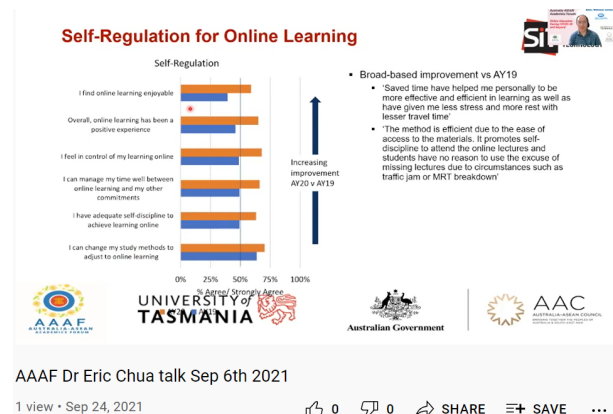 Self-Regulation for Online Learning
Self-Regulation
I find online learning enjoyable
Overall, online learning has been a
positive experience
I feel in control of my learning online
I can manage my time well between
online learning and my other
commitments
I have adequate self-discipline to
achieve learning online
I can change my study methods to
adjust to online learning
0% 25% 50% 75% 100%
% Agree/ Strongly Agree
AY20 AY19
Increasing
improvement
AY20 v AY19
Broad-based improvement vs AY19
'Saved time have helped me personally to be
more effective and efficient in learning as well as
have given me less stress and more rest with
lesser travel time'
'The method is efficient due to the ease of
access to the materials. It promotes self-
discipline to attend the online lectures and
students have no reason to use the excuse of
missing lectures due to circumstances such as
traffic jam or MRT breakdown'
AAAF
AUSTRALIA-ASEAN
ACADEMICS FORUM
UNIVERSITY of
TASMANIA
Australian Government
AAC
AUSTRALIA-ASEAN COUNCIL
AAAF Dr Eric Chua talk Sep 6th 2021
1 view • Sep 24, 2021
0 0 SHARE SAVE